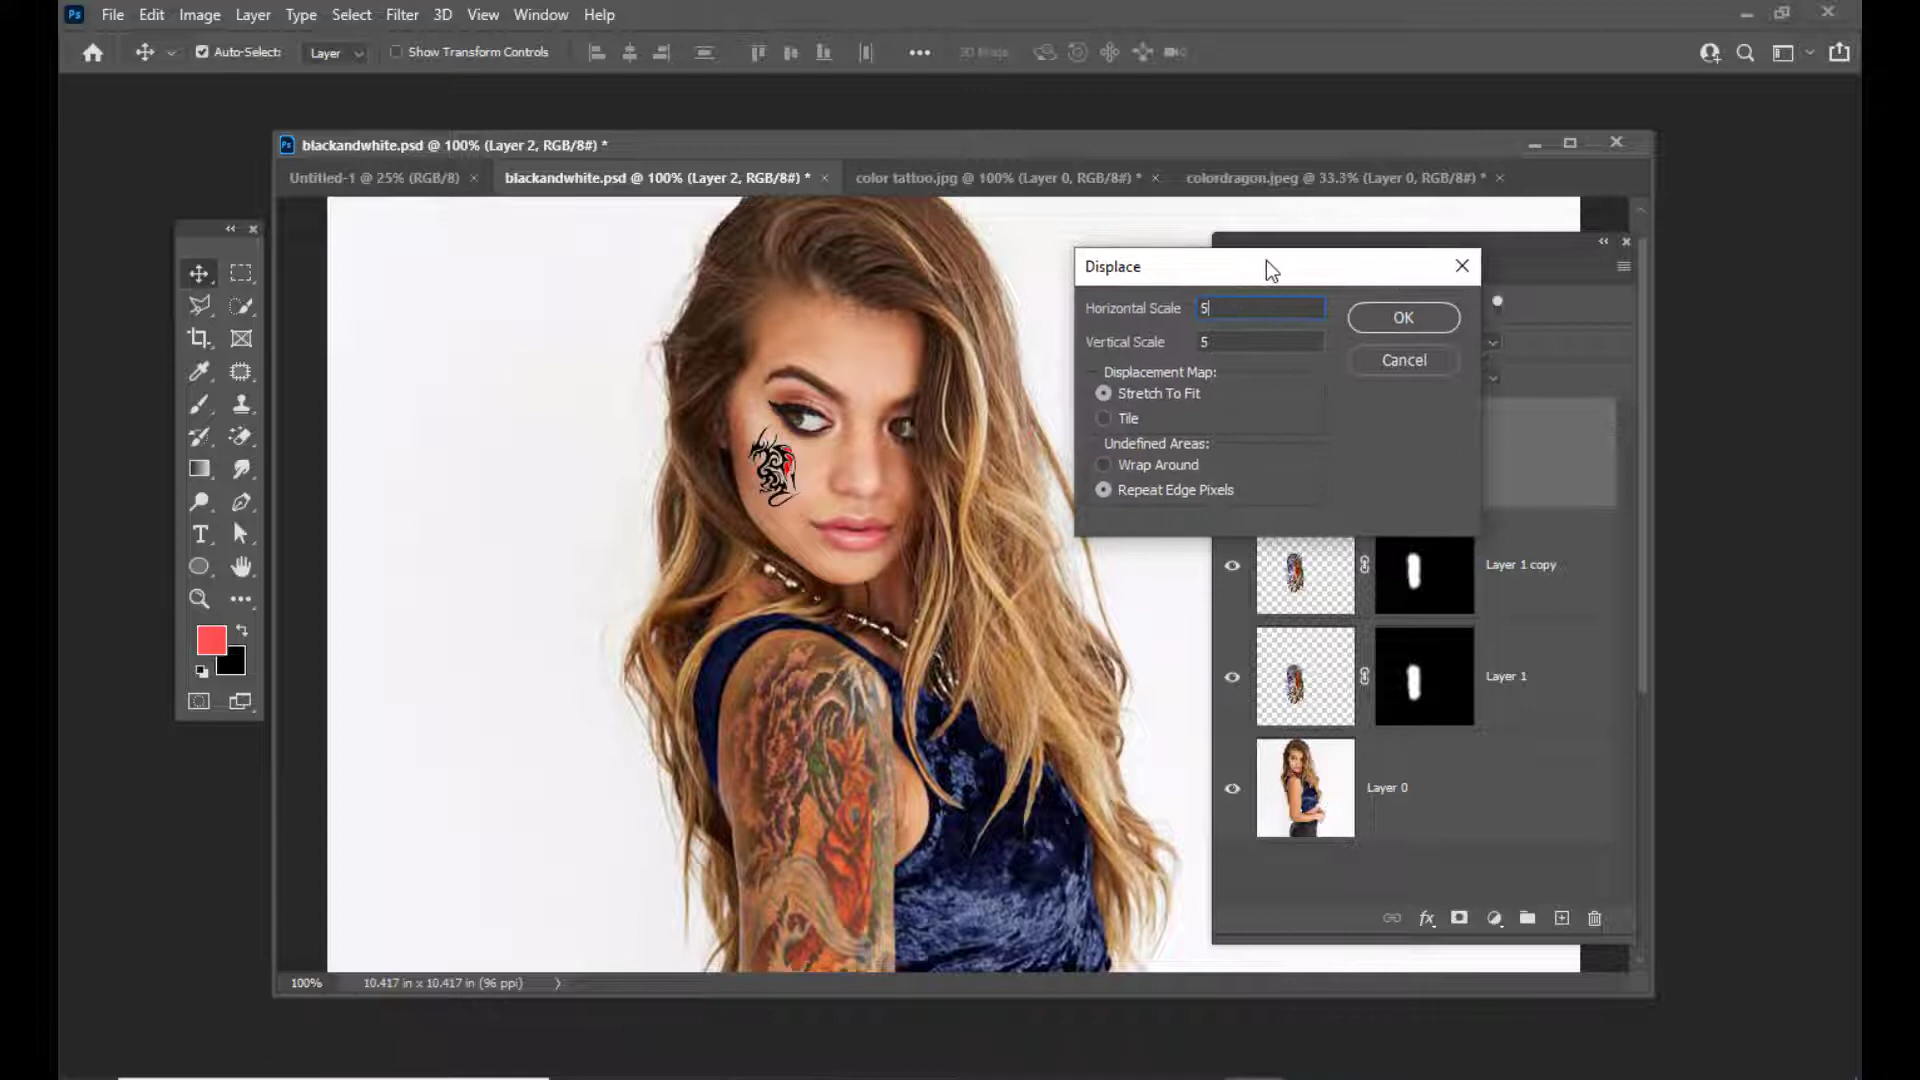 Ps File Edit Image Layer Type Select Filter 3D View Window Help
Auto-Select: Layer Show Transform Controls
Ps blackandwhite.psd @ 100% (Layer 2, RGB/8#) *
Untitled-1 @ 25% (RGB/8) × blackandwhite.psd @ 100% (Layer 2, RGB/8#) * × color tattoo.jpg @ 100% (Layer 0, RGB/8#) * × colordragon.jpeg @ 33.3% (Layer 0, RGB/8#) * ×
Displace
Horizontal Scale 5
OK
Vertical Scale 5
Cancel
Displacement Map:
Stretch To Fit
Tile
Undefined Areas:
Wrap Around
Repeat Edge Pixels
Layer 1 copy
Layer 1
Layer 0
fx
100% 10.417 in x 10.417 in (96 ppi)